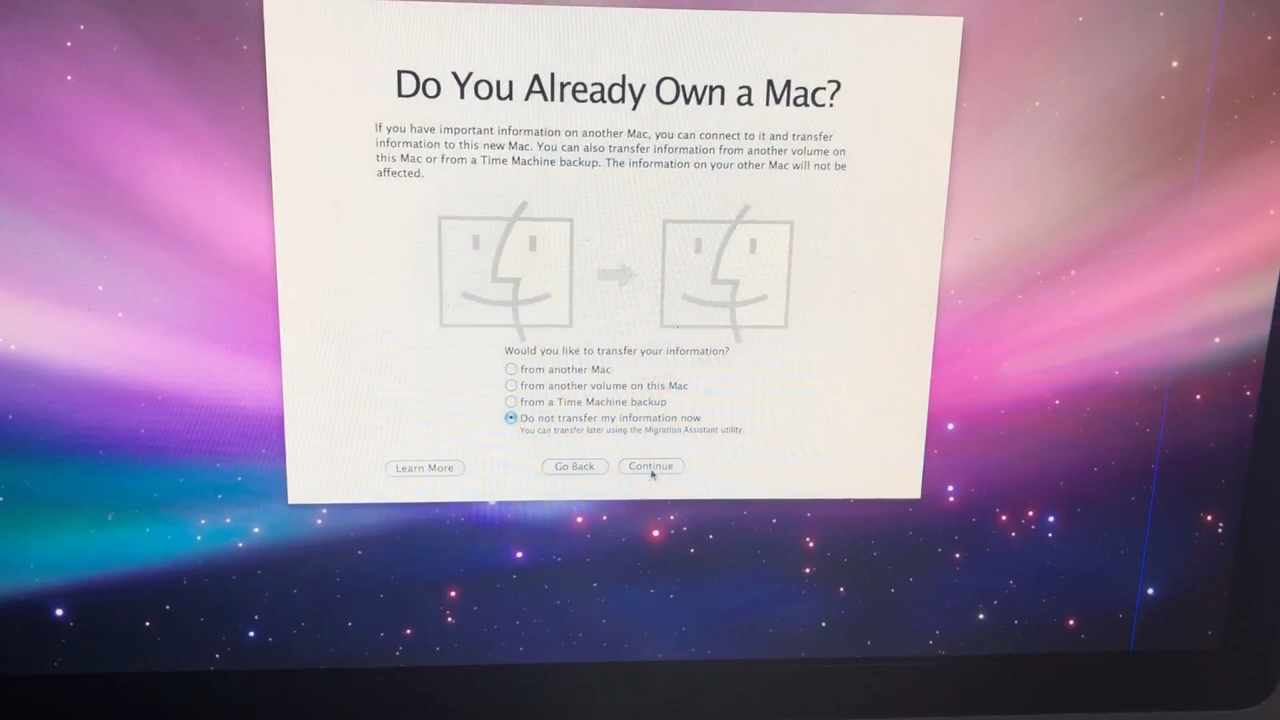 Do You Already Own a Mac?
If you have important information on another Mac, you can connect to it and transfer
information to this new Mac. You can also transfer information from another volume on
this Mac or from a Time Machine backup. The information on your other Mac will not be
affected.
Would you like to transfer your information?
from another Mac
from another volume on this Mac
from a Time Machine backup
Do not transfer my information now
You can transfer later using the Migration Assistant utility.
Learn More
Go Back
Continue